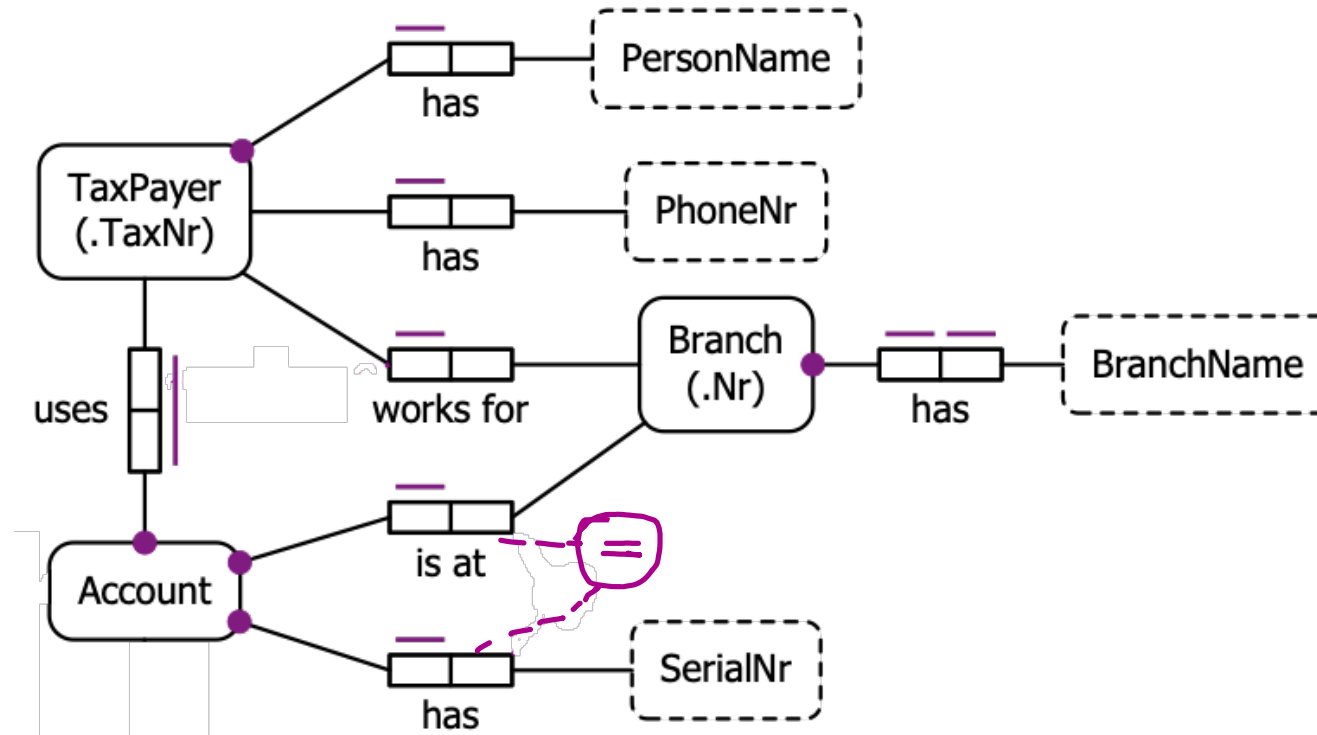 has
PersonName
TaxPayer
(.TaxNr)
has
PhoneNr
uses
works for
Branch
(.Nr)
has
BranchName
Account
is at
=
has
SerialNr